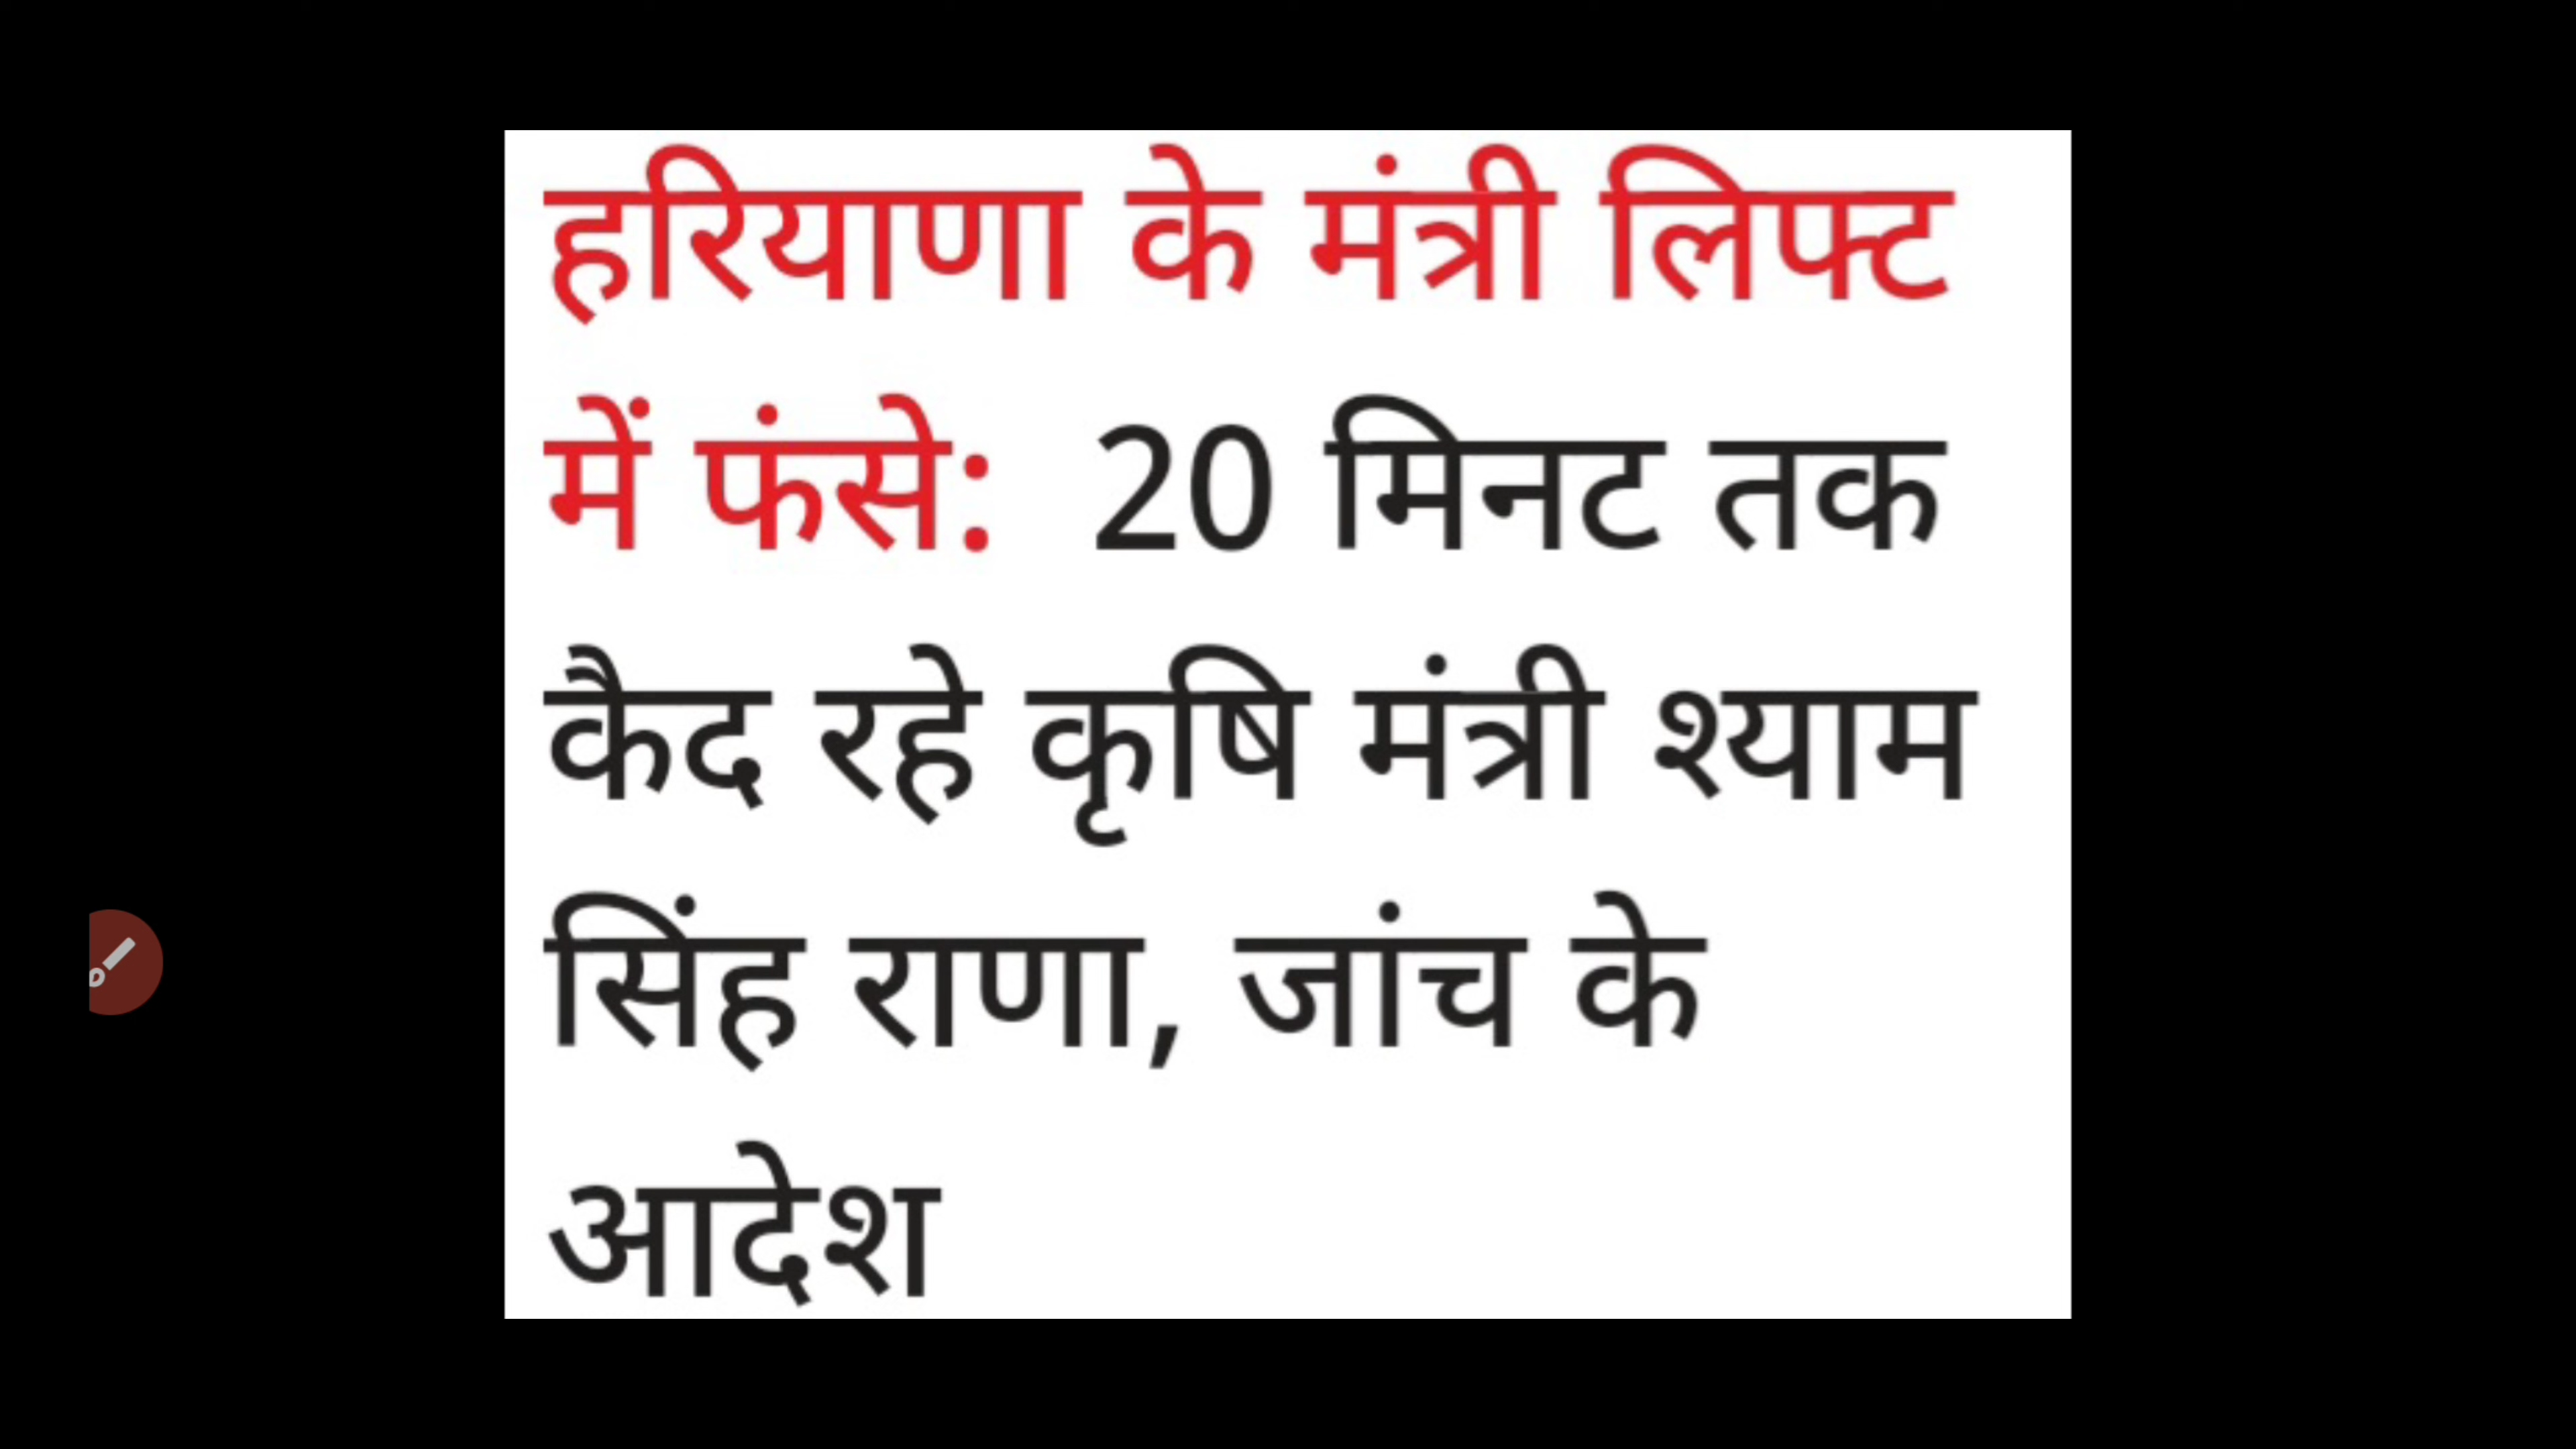 हरियाणा के मंत्री लिफ्ट
में फंसे: 20 मिनट तक
कैद रहे कृषि मंत्री श्याम
सिंह राणा, जांच के
आदेश